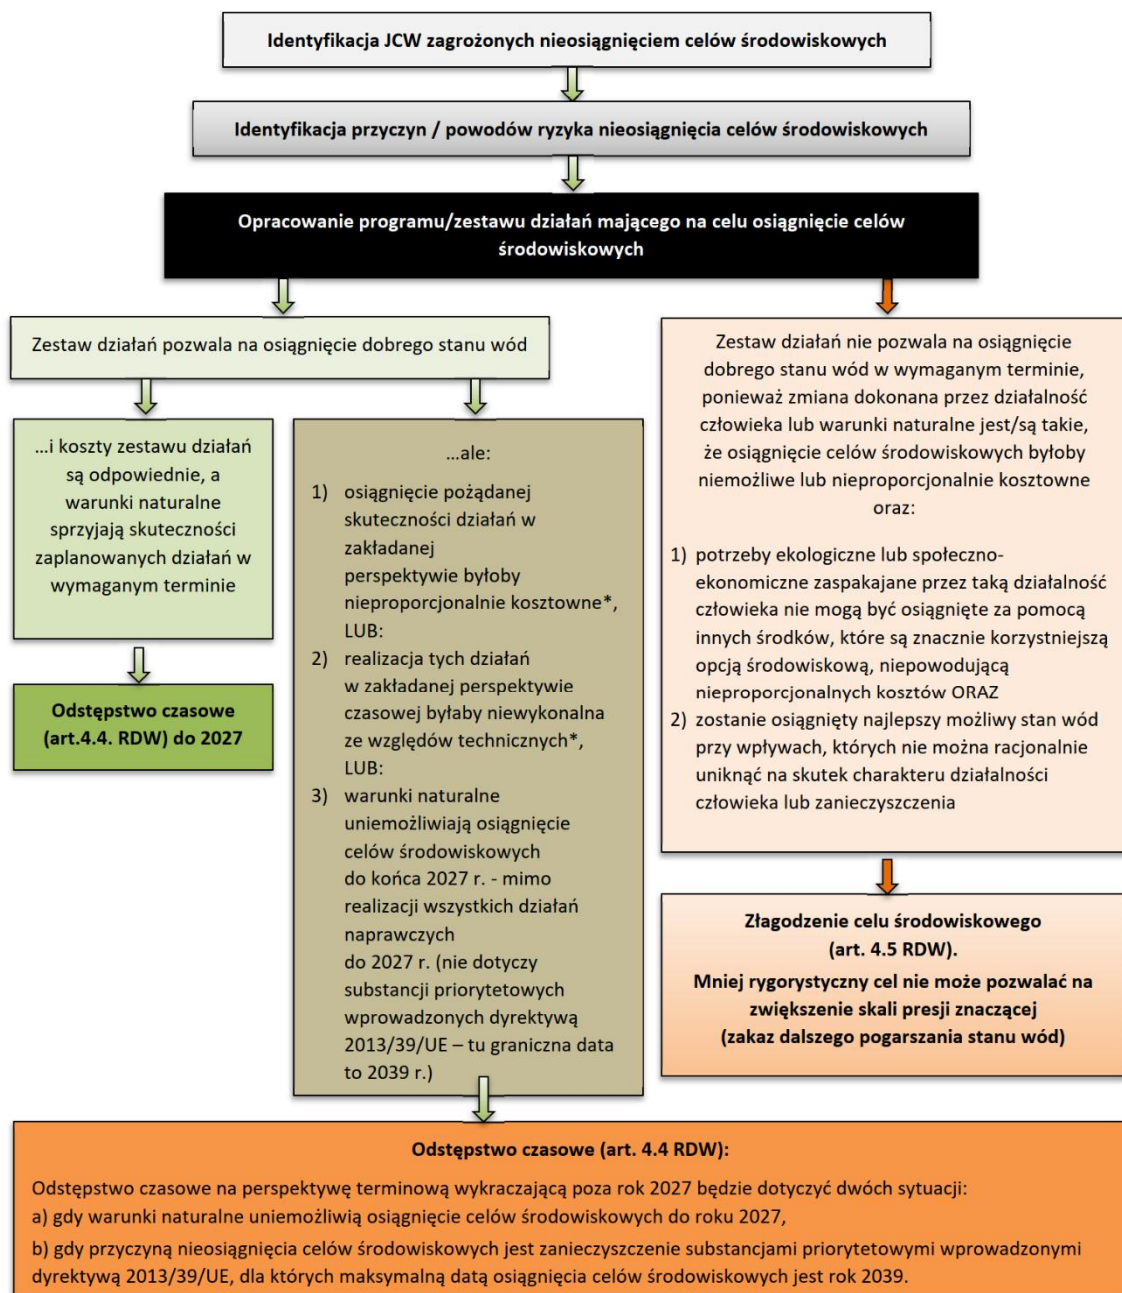 Identyfikacja JCW zagrożonych nieosiągnięciem celów środowiskowych
Identyfikacja przyczyn / powodów ryzyka nieosiągnięcia celów środowiskowych
Opracowanie programu/zestawu działań mającego na celu osiągnięcie celów
środowiskowych
Zestaw działań pozwala na osiągnięcie dobrego stanu wód
…i koszty zestawu działań
są odpowiednie, a
warunki naturalne
sprzyjają skuteczności
zaplanowanych działań w
wymaganym terminie
Odstępstwo czasowe
(art.4.4. RDW) do 2027
…ale:
1) osiągnięcie pożądanej
skuteczności działań w
zakładanej
perspektywie byłoby
nieproporcjonalnie kosztowne*,
LUB:
2) realizacja tych działań
w zakładanej perspektywie
czasowej byłaby niewykonalna
ze względów technicznych*,
LUB:
3) warunki naturalne
uniemożliwiają osiągnięcie
celów środowiskowych
do końca 2027 r. - mimo
realizacji wszystkich działań
naprawczych
do 2027 r. (nie dotyczy
substancji priorytetowych
wprowadzonych dyrektywą
2013/39/UE – tu graniczna data
to 2039 r.)
Zestaw działań nie pozwala na osiągnięcie
dobrego stanu wód w wymaganym terminie,
ponieważ zmiana dokonana przez działalność
człowieka lub warunki naturalne jest/są takie,
że osiągnięcie celów środowiskowych byłoby
niemożliwe lub nieproporcjonalnie kosztowne
oraz:
1) potrzeby ekologiczne lub społeczno-
ekonomiczne zaspakajane przez taką działalność
człowieka nie mogą być osiągnięte za pomocą
innych środków, które są znacznie korzystniejszą
opcją środowiskową, niepowodującą
nieproporcjonalnych kosztów ORAZ
2) zostanie osiągnięty najlepszy możliwy stan wód
przy wpływach, których nie można racjonalnie
uniknąć na skutek charakteru działalności
człowieka lub zanieczyszczenia
Złagodzenie celu środowiskowego
(art. 4.5 RDW).
Mniej rygorystyczny cel nie może pozwalać na
zwiększenie skali presji znaczącej
(zakaz dalszego pogarszania stanu wód)
Odstępstwo czasowe (art. 4.4 RDW):
Odstępstwo czasowe na perspektywę terminową wykraczającą poza rok 2027 będzie dotyczyć dwóch sytuacji:
a) gdy warunki naturalne uniemożliwią osiągnięcie celów środowiskowych do roku 2027,
b) gdy przyczyną nieosiągnięcia celów środowiskowych jest zanieczyszczenie substancjami priorytetowymi wprowadzonymi
dyrektywą 2013/39/UE, dla których maksymalną datą osiągnięcia celów środowiskowych jest rok 2039.